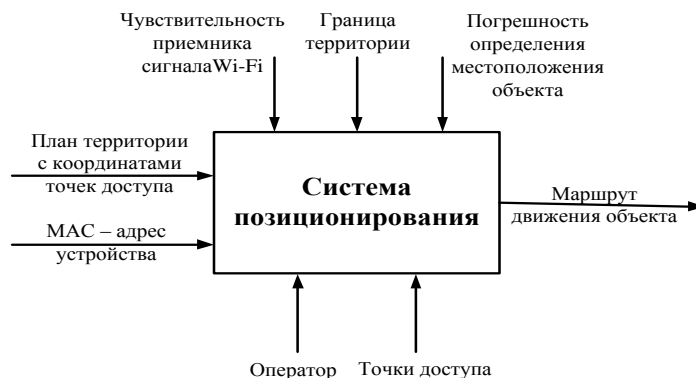 Чувствительность
приемника
сигналаWi-Fi
Граница
территории
Погрешность
определения
местоположения
объекта
План территории
с координатами
точек доступа
MAC – адрес
устройства
Система
позиционирования
Маршрут
движения объекта
Оператор
Точки доступа